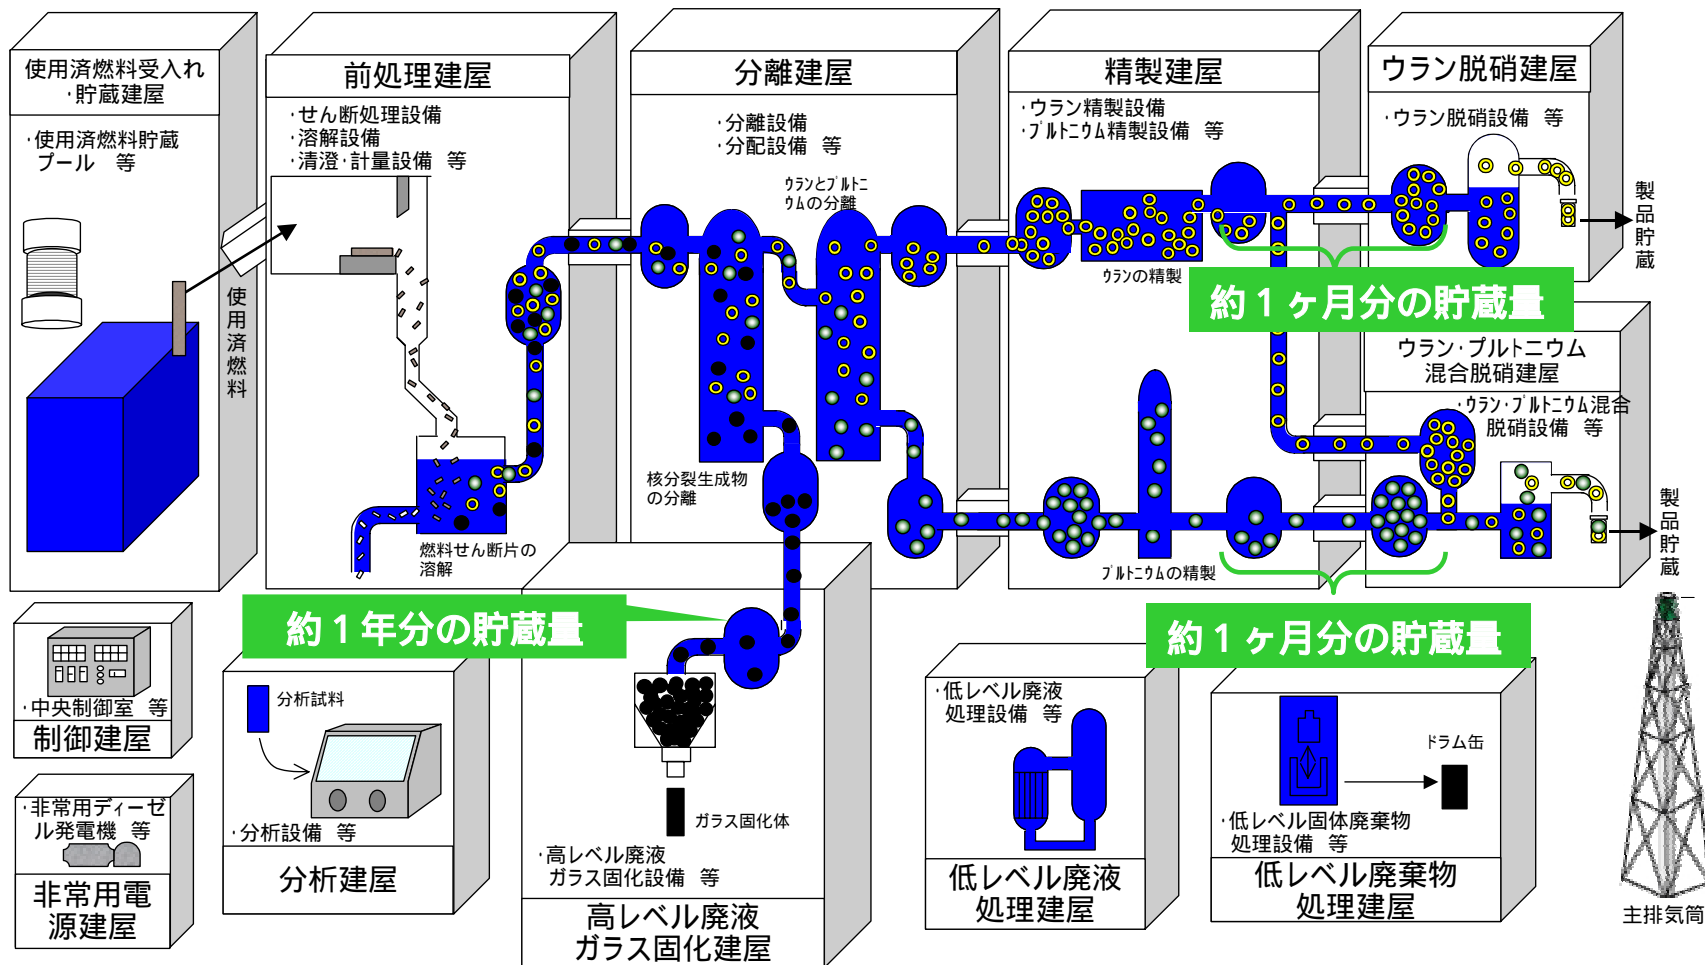 使用済燃料受入れ
・貯蔵建屋
・使用済燃料貯蔵
プール 等
使用済燃料
前処理建屋
・せん断処理設備
・溶解設備
・清澄・計量設備 等
燃料せん断片の
溶解
分離建屋
・分離設備
・分配設備 等
ウランとプルトニ
ウムの分離
核分裂生成物
の分離
精製建屋
・ウラン精製設備
・プルトニウム精製設備 等
ウランの精製
プルトニウムの精製
ウラン脱硝建屋
・ウラン脱硝設備 等
製品貯蔵
約1ヶ月分の貯蔵量
ウラン・プルトニウム
混合脱硝建屋
・ウラン・プルトニウム混合
脱硝設備 等
製品貯蔵
約1年分の貯蔵量
約1ヶ月分の貯蔵量
・中央制御室 等
制御建屋
・非常用ディーゼ
ル発電機 等
非常用電
源建屋
分析試料
・分析設備 等
分析建屋
ガラス固化体
・高レベル廃液
ガラス固化設備 等
高レベル廃液
ガラス固化建屋
・低レベル廃液
処理設備 等
低レベル廃液
処理建屋
ドラム缶
・低レベル固体廃棄物
処理設備 等
低レベル廃棄物
処理建屋
主排気筒